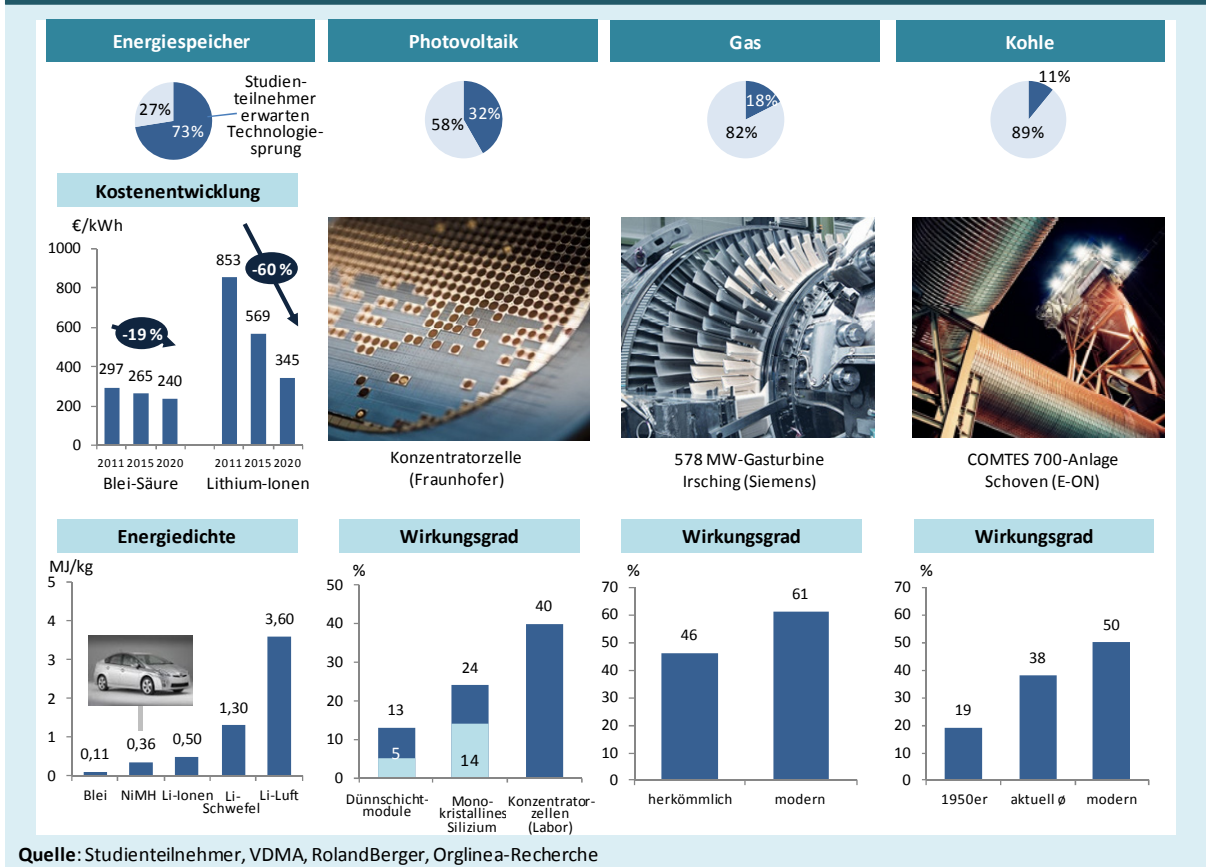 Energiespeicher
Photovoltaik
Gas
Kohle
27%
73%
Studien-
teilnehmer
erwarten
Technologie-
sprung
58%
32%
18%
82%
11%
89%
Kostenentwicklung
€/kWh
1000
800
600
400
200
0
-19 %
-60 %
297
265
240
853
569
345
2011 2015 2020
2011 2015 2020
Blei-Säure
Lithium-Ionen
Konzentratorzelle
(Fraunhofer)
578 MW-Gasturbine
Irsching (Siemens)
COMTES 700-Anlage
Schoven (E-ON)
Energiedichte
MJ/kg
5
4
3
2
1
0
0,11
0,36
0,50
1,30
3,60
Blei
NiMH
Li-Ionen
Li-
Schwefel
Li-Luft
Wirkungsgrad
%
50
40
30
20
10
0
13
5
24
14
40
Dünnschicht-
module
Mono-
kristallines
Silizium
Konzentrator-
zellen
(Labor)
Wirkungsgrad
%
70
60
50
40
30
20
10
0
46
61
herkömmlich
modern
Wirkungsgrad
%
70
60
50
40
30
20
10
0
19
38
50
1950er
aktuell ø
modern
Quelle: Studienteilnehmer, VDMA, RolandBerger, Orglinea-Recherche